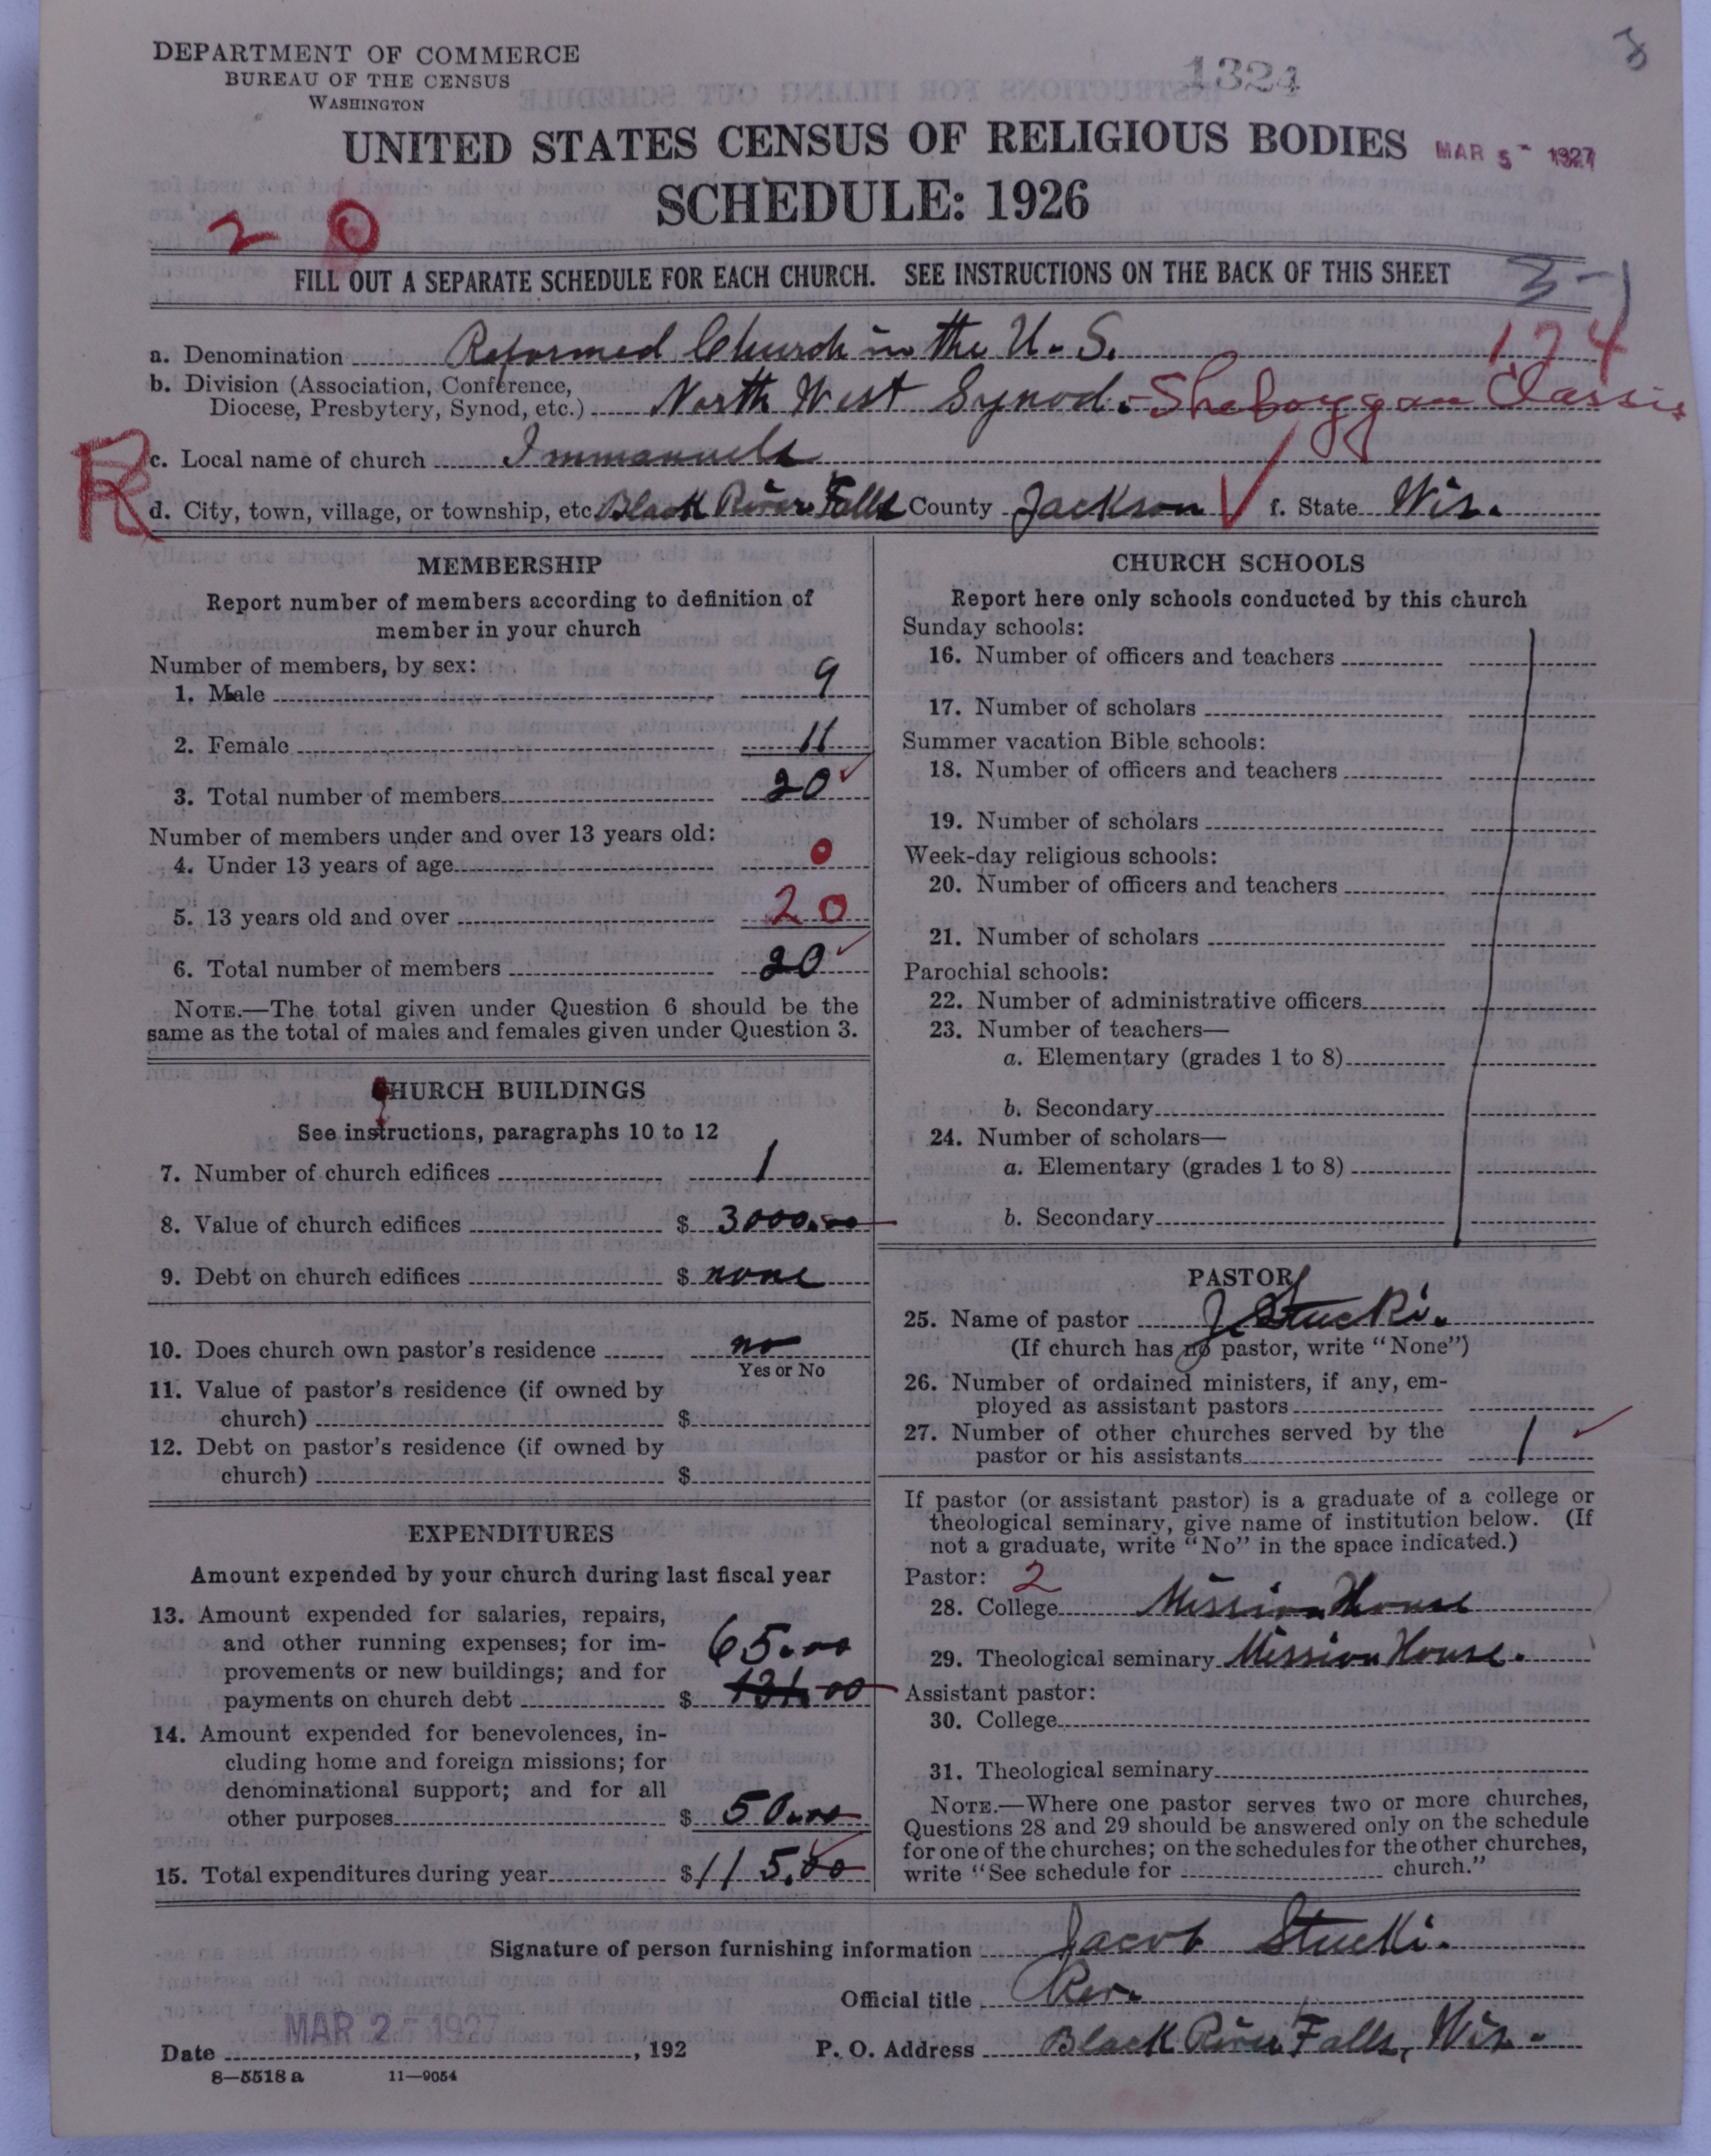 DEPARTMENT OF COMMERCE
BUREAU OF THE CENSUS
WASHINGTON
1324
UNITED STATES CENSUS OF RELIGIOUS BODIES
MAR 5 - 1927
SCHEDULE: 1926
2 0
FILL OUT A SEPARATE SCHEDULE FOR EACH CHURCH. SEE INSTRUCTIONS ON THE BACK OF THIS SHEET
3-1
174
a. Denomination Reformed Church in the U.S.
b. Division (Association, Conference,
Diocese, Presbytery, Synod, etc.) North West Synod. - Sheboyggan Classis
R
c. Local name of church Immanuels
d. City, town, village, or township, etc. Black River Falls County Jackson f. State Wis.
MEMBERSHIP
Report number of members according to definition of
member in your church
Number of members, by sex:
1. Male 9
2. Female 11
3. Total number of members 20
Number of members under and over 13 years old:
4. Under 13 years of age 0
5. 13 years old and over 20
6. Total number of members 20
NOTE.—The total given under Question 6 should be the
same as the total of males and females given under Question 3.
CHURCH BUILDINGS
See instructions, paragraphs 10 to 12
7. Number of church edifices 1
8. Value of church edifices $ 3000.00
9. Debt on church edifices $ none
10. Does church own pastor's residence no
Yes or No
11. Value of pastor's residence (if owned by
church) $
12. Debt on pastor's residence (if owned by
church) $
EXPENDITURES
Amount expended by your church during last fiscal year
13. Amount expended for salaries, repairs,
and other running expenses; for im-
provements or new buildings; and for
65.00
payments on church debt $ 131.00
14. Amount expended for benevolences, in-
cluding home and foreign missions; for
denominational support; and for all
other purposes $ 50.00
15. Total expenditures during year $ 115.00
CHURCH SCHOOLS
Report here only schools conducted by this church
Sunday schools:
16. Number of officers and teachers
17. Number of scholars
Summer vacation Bible schools:
18. Number of officers and teachers
19. Number of scholars
Week-day religious schools:
20. Number of officers and teachers
21. Number of scholars
Parochial schools:
22. Number of administrative officers
23. Number of teachers—
a. Elementary (grades 1 to 8)
b. Secondary
24. Number of scholars—
a. Elementary (grades 1 to 8)
b. Secondary
PASTOR
25. Name of pastor J. Stucki.
(If church has no pastor, write "None")
26. Number of ordained ministers, if any, em-
ployed as assistant pastors
27. Number of other churches served by the
pastor or his assistants 1
If pastor (or assistant pastor) is a graduate of a college or
theological seminary, give name of institution below. (If
not a graduate, write "No" in the space indicated.)
Pastor: 2
28. College Mission House
29. Theological seminary Mission House.
Assistant pastor:
30. College
31. Theological seminary
NOTE.—Where one pastor serves two or more churches,
Questions 28 and 29 should be answered only on the schedule
for one of the churches; on the schedules for the other churches,
write "See schedule for church."
Signature of person furnishing information Jacob Stucki.
Official title Rev.
MAR 2 - 1927
Date , 192 P. O. Address Black River Falls, Wis.
8—5518 a 11—9054